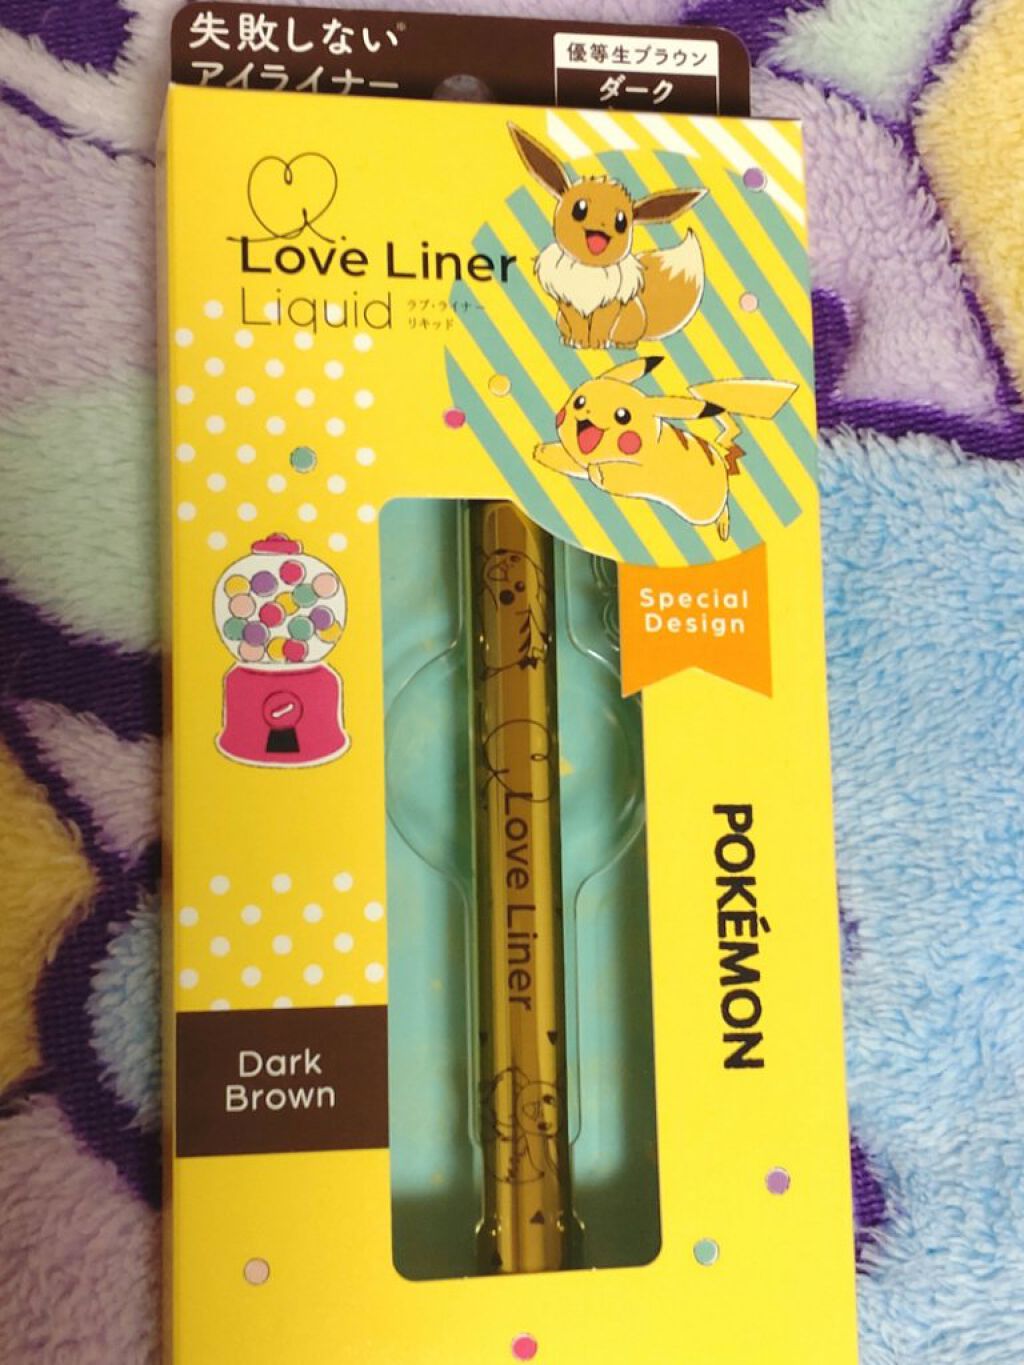 失敗しない※
アイライナー
優等生ブラウン
ダーク
Love Liner
Liquid
ラブ・ライナー
リキッド
Special
Design
Love Liner
POKÉMON
Dark
Brown